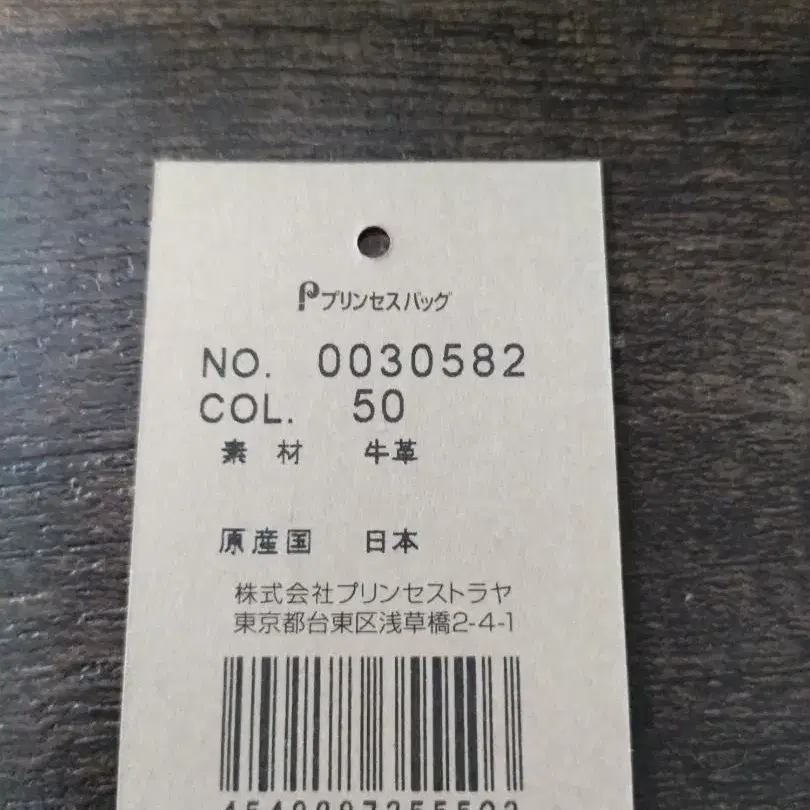 プリンセスバッグ
NO. 0030582
COL. 50
素 材 牛革
原産国 日本
株式会社プリンセストラヤ
東京都台東区浅草橋2-4-1